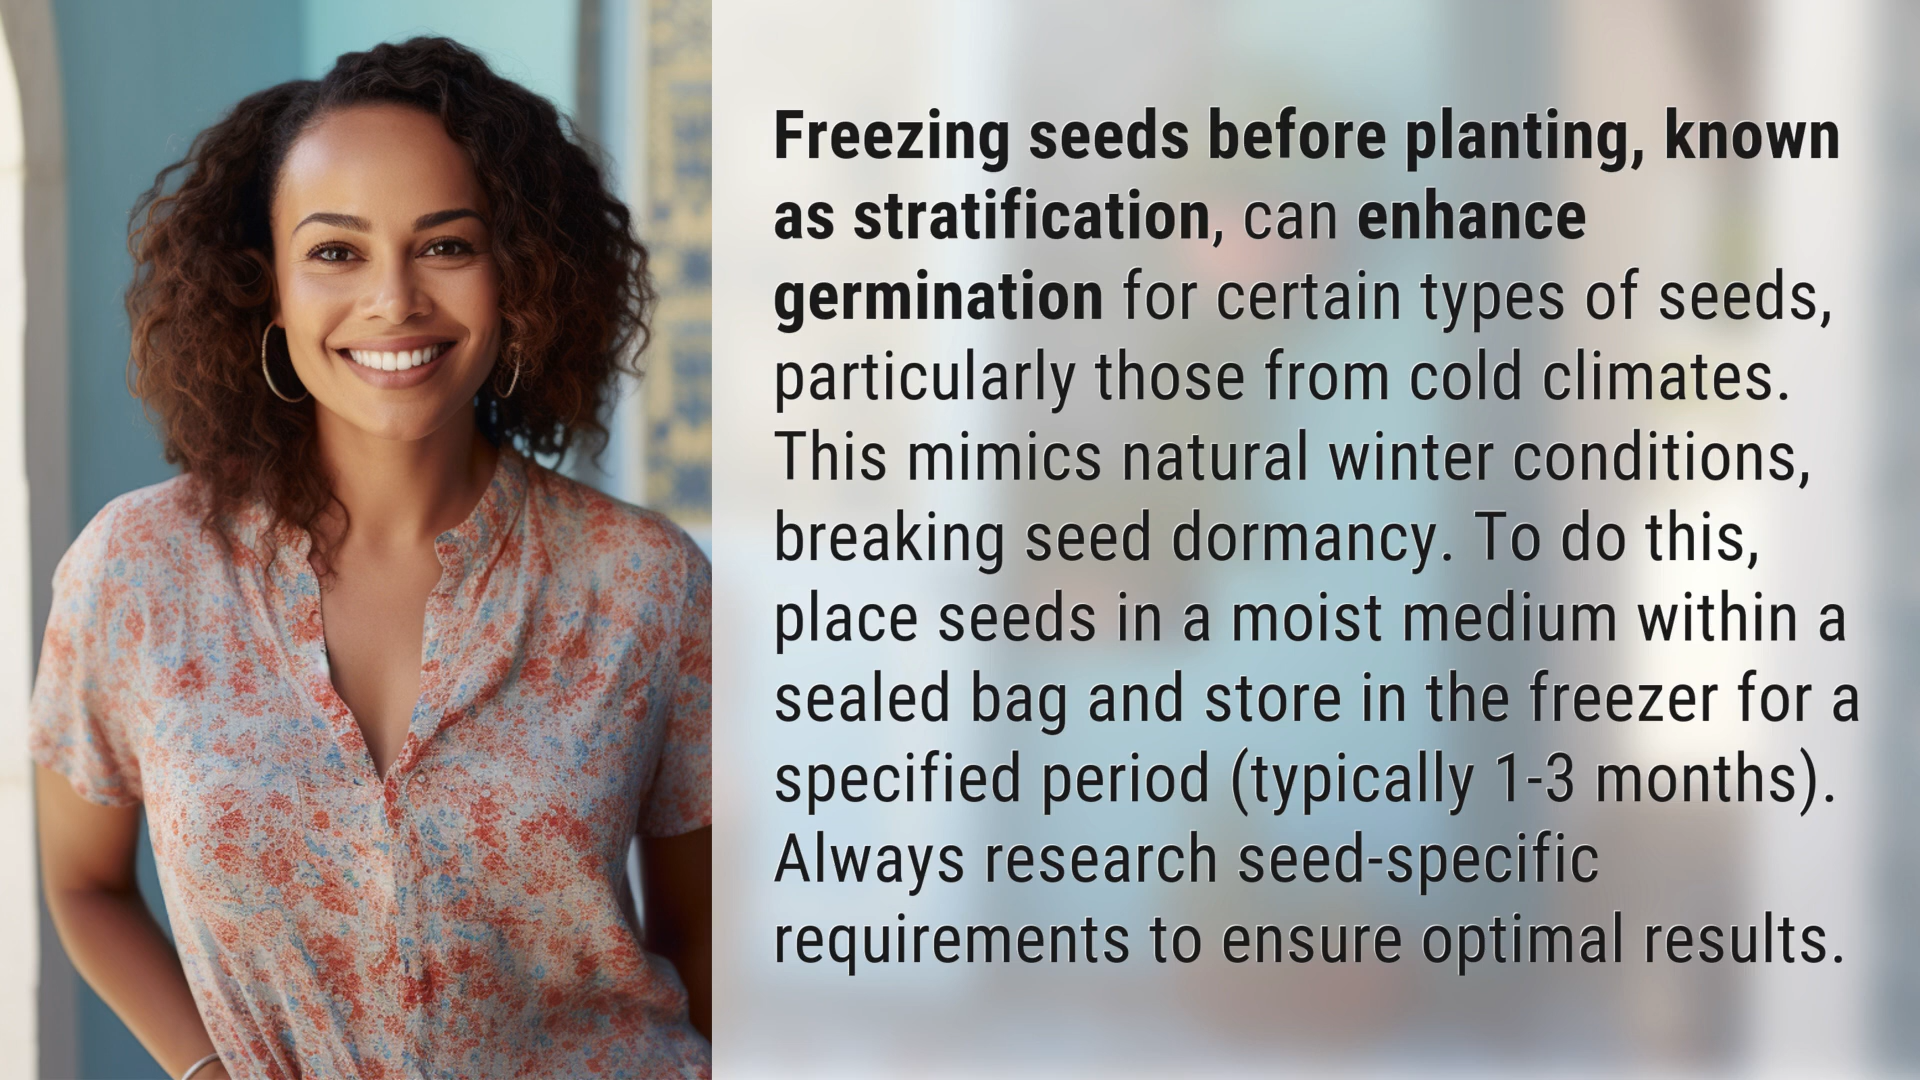 Freezing seeds before planting, known
as stratification, can enhance
germination for certain types of seeds,
particularly those from cold climates.
This mimics natural winter conditions,
breaking seed dormancy. To do this,
place seeds in a moist medium within a
sealed bag and store in the freezer for a
specified period (typically 1-3 months).
Always research seed-specific
requirements to ensure optimal results.